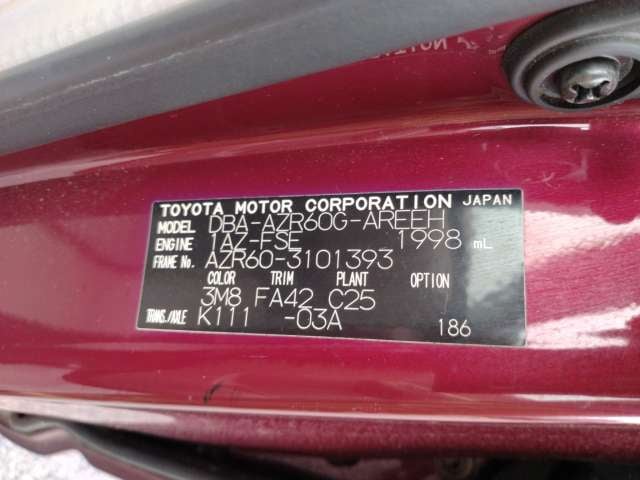 TOYOTA MOTOR CORPORATION JAPAN
MODEL DBA-AZR60G-AREEH
ENGINE 1AZ-FSE 1998 mL
FRAME No. AZR60-3101393
COLOR TRIM PLANT OPTION
3M8 FA42 C25
TRANS./AXLE K111 -03A 186